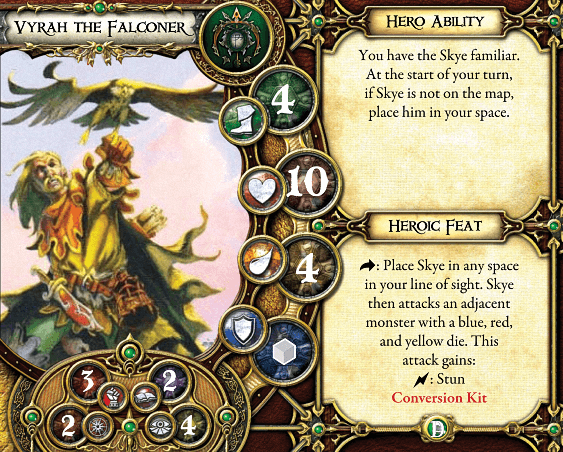 Vyrah the Falconer
4
10
4
3
2
2
4
Hero Ability
You have the Skye familiar.
At the start of your turn,
if Skye is not on the map,
place him in your space.
Heroic Feat
: Place Skye in any space
in your line of sight. Skye
then attacks an adjacent
monster with a blue, red,
and yellow die. This
attack gains:
: Stun
Conversion Kit